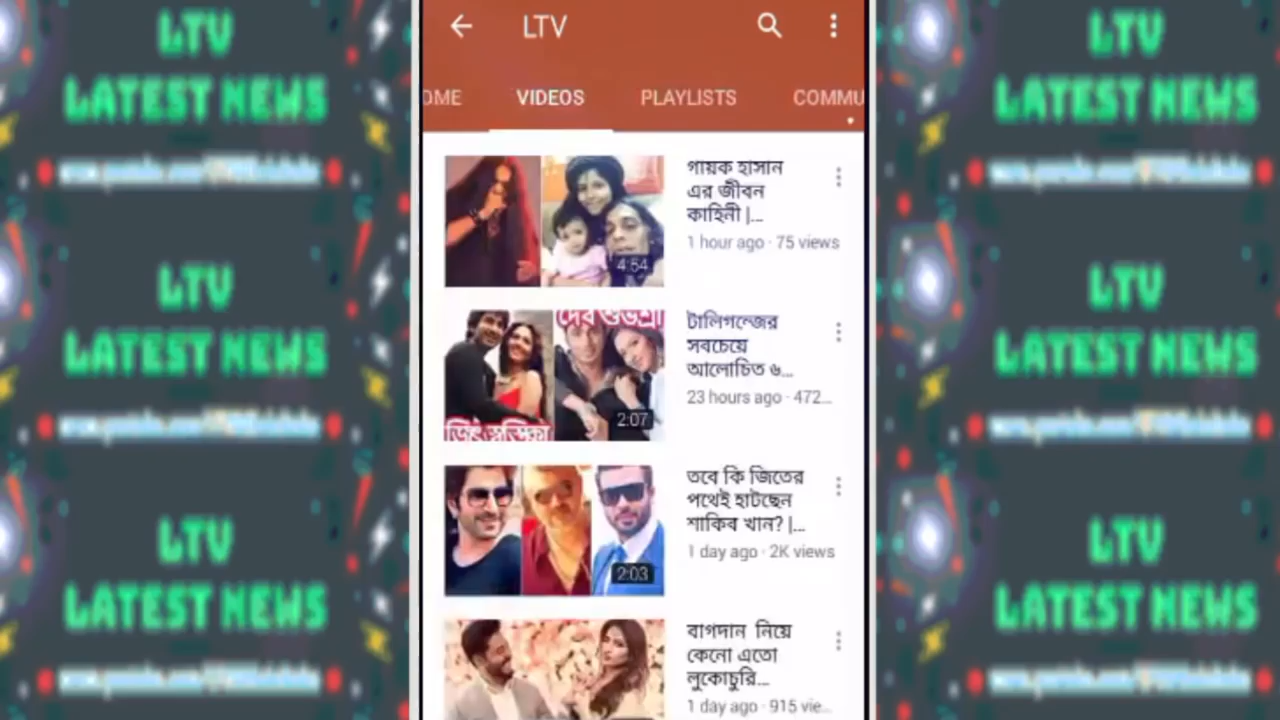 LTV
OME VIDEOS PLAYLISTS COMMU
গায়ক হাসান
এর জীবন
কাহিনী |...
1 hour ago · 75 views
4:54
টালিগন্জের
সবচেয়ে
আলোচিত ৬...
23 hours ago · 472...
দেব শুভশ্রী
জিৎ স্বস্তিকা
2:07
তবে কি জিতের
পথেই হাটছেন
শাকিব খান? |...
1 day ago · 2K views
2:03
বাগদান নিয়ে
কেনো এতো
লুকোচুরি...
1 day ago · 915 vie...
LTV
LATEST NEWS
LTV
LATEST NEWS
LTV
LATEST NEWS
LTV
LATEST NEWS
LTV
LATEST NEWS
LTV
LATEST NEWS